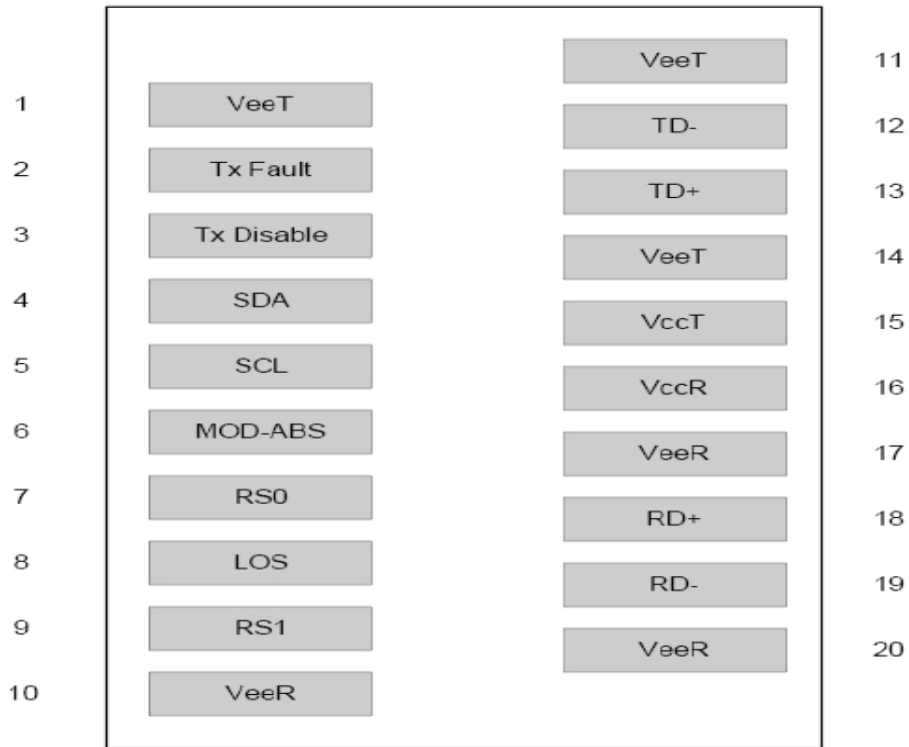 VeeT 11
1 VeeT
TD- 12
2 Tx Fault
TD+ 13
3 Tx Disable
VeeT 14
4 SDA
VccT 15
5 SCL
VccR 16
6 MOD-ABS
VeeR 17
7 RS0
RD+ 18
8 LOS
RD- 19
9 RS1
VeeR 20
10 VeeR